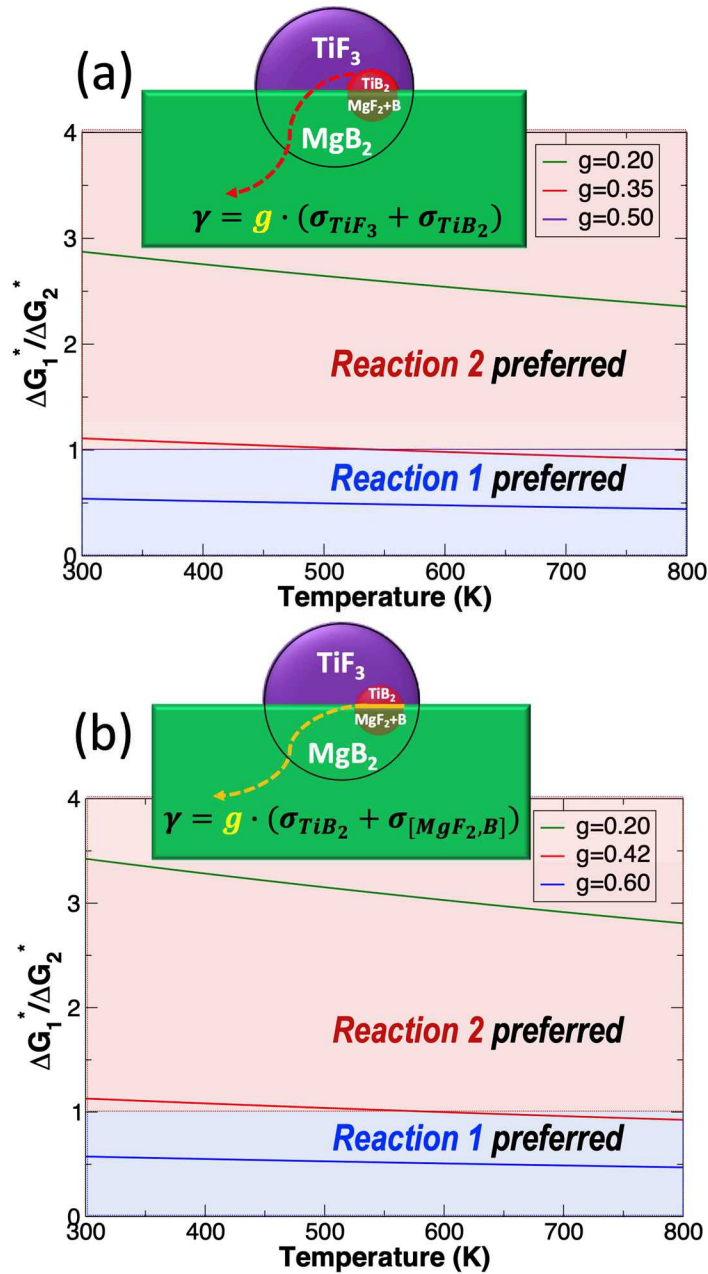 (a)
TiF3
TiB2
MgF2+B
MgB2
γ = g · (σTiF3 + σTiB2)
g=0.20
g=0.35
g=0.50
4
3
2
1
0
ΔG1*/ΔG2*
Reaction 2 preferred
Reaction 1 preferred
300 400 500 600 700 800
Temperature (K)
(b)
TiF3
TiB2
MgF2+B
MgB2
γ = g · (σTiB2 + σ[MgF2,B])
g=0.20
g=0.42
g=0.60
4
3
2
1
0
ΔG1*/ΔG2*
Reaction 2 preferred
Reaction 1 preferred
300 400 500 600 700 800
Temperature (K)